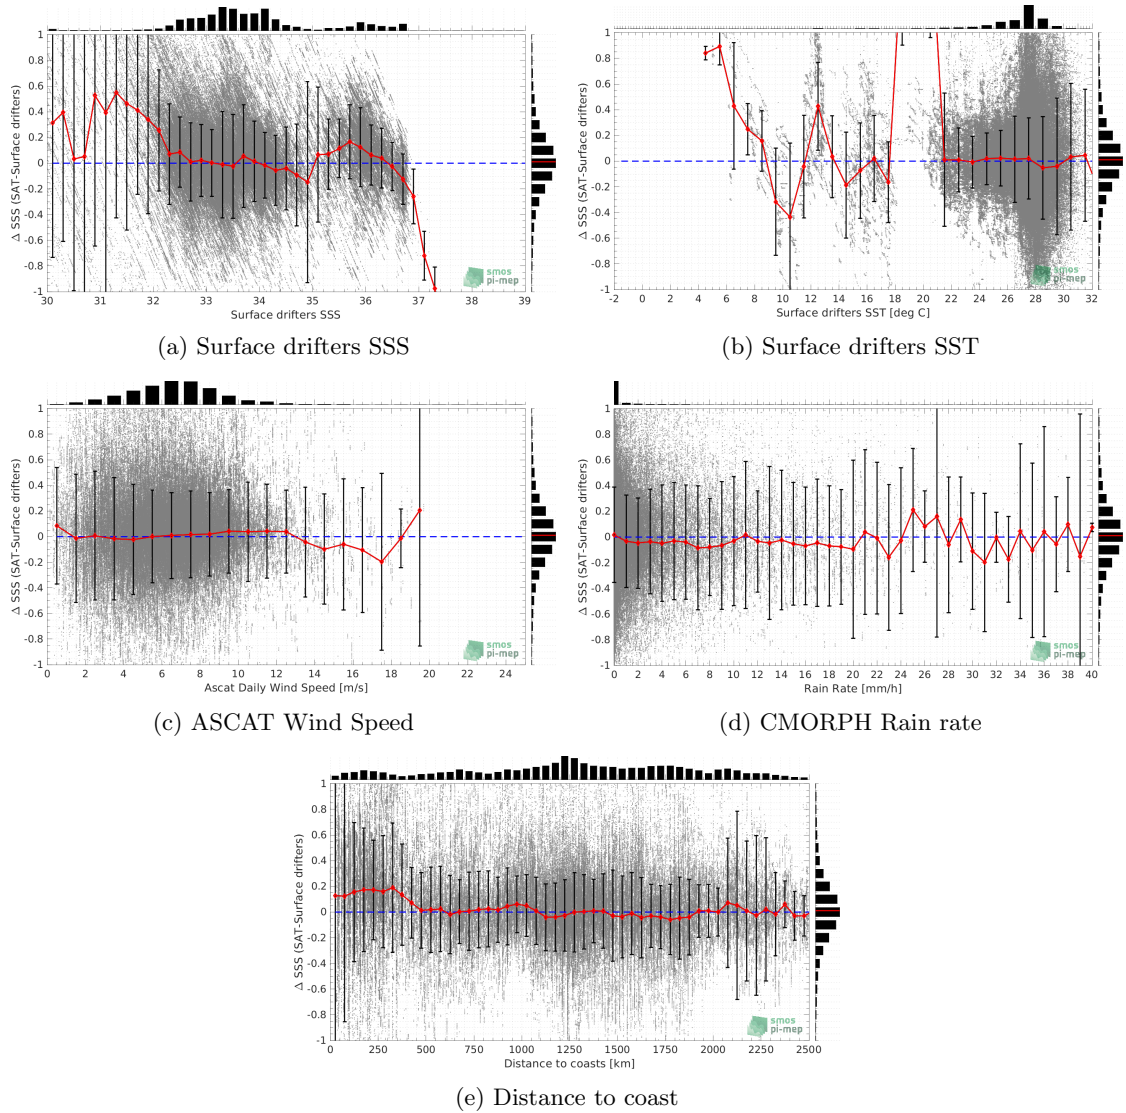 Δ SSS (SAT-Surface drifters)
1
0.8
0.6
0.4
0.2
0
-0.2
-0.4
-0.6
-0.8
-1
30 31 32 33 34 35 36 37 38 39
Surface drifters SSS
smos
pi-mep
(a) Surface drifters SSS
Δ SSS (SAT-Surface drifters)
1
0.8
0.6
0.4
0.2
0
-0.2
-0.4
-0.6
-0.8
-1
-2 0 2 4 6 8 10 12 14 16 18 20 22 24 26 28 30 32
Surface drifters SST [deg C]
smos
pi-mep
(b) Surface drifters SST
Δ SSS (SAT-Surface drifters)
1
0.8
0.6
0.4
0.2
0
-0.2
-0.4
-0.6
-0.8
-1
0 2 4 6 8 10 12 14 16 18 20 22 24
Ascat Daily Wind Speed [m/s]
smos
pi-mep
(c) ASCAT Wind Speed
Δ SSS (SAT-Surface drifters)
1
0.8
0.6
0.4
0.2
0
-0.2
-0.4
-0.6
-0.8
-1
0 2 4 6 8 10 12 14 16 18 20 22 24 26 28 30 32 34 36 38 40
Rain Rate [mm/h]
smos
pi-mep
(d) CMORPH Rain rate
Δ SSS (SAT-Surface drifters)
1
0.8
0.6
0.4
0.2
0
-0.2
-0.4
-0.6
-0.8
-1
0 250 500 750 1000 1250 1500 1750 2000 2250 2500
Distance to coasts [km]
smos
pi-mep
(e) Distance to coast